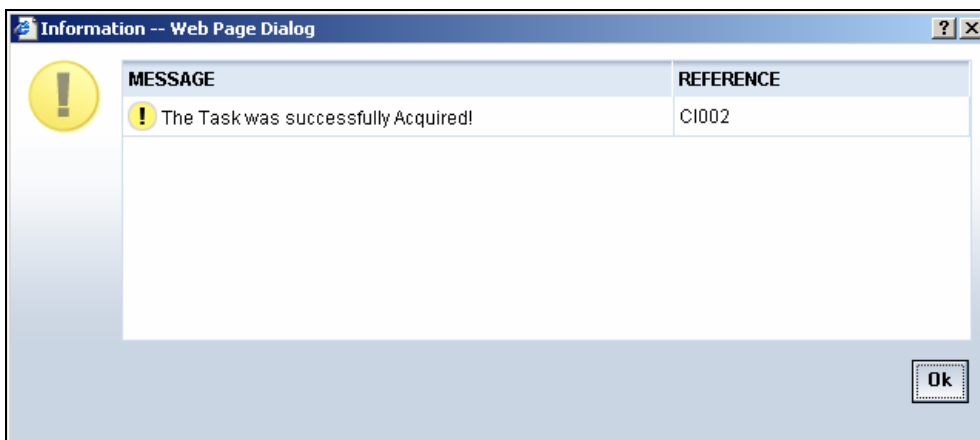 Information -- Web Page Dialog
MESSAGE REFERENCE
The Task was successfully Acquired! CI002
Ok